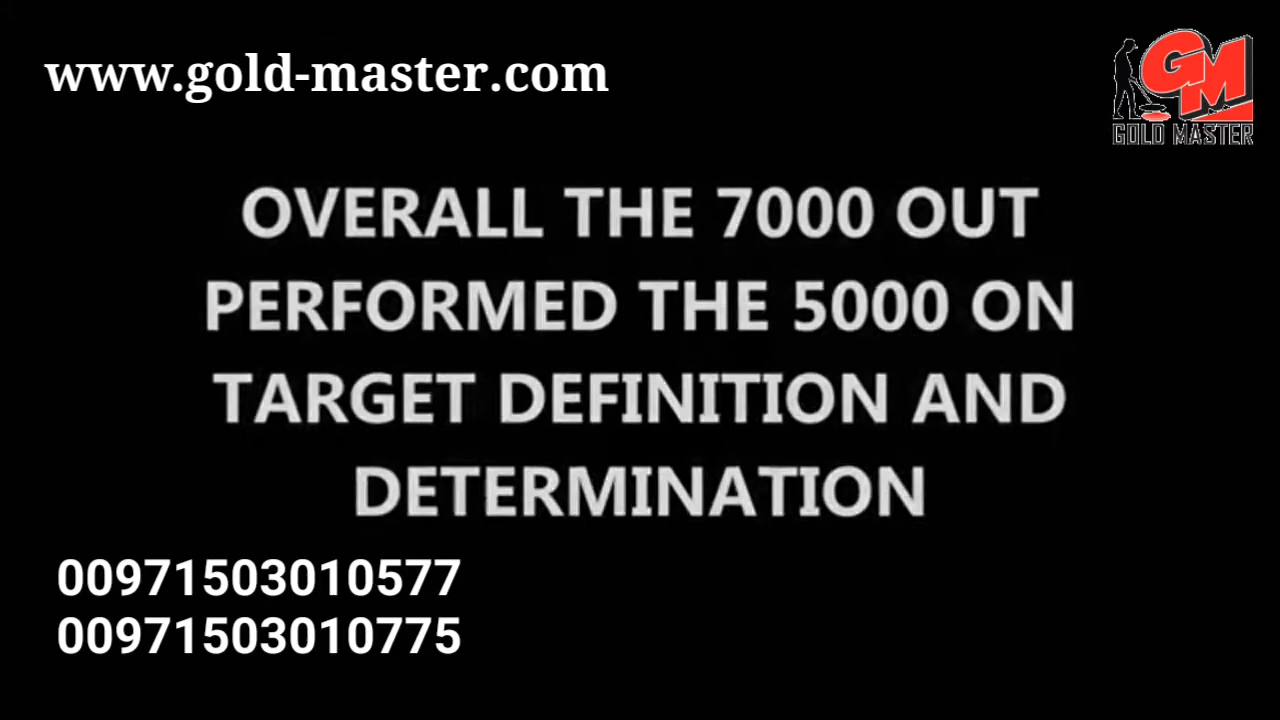 www.gold-master.com
GM
GOLD MASTER
OVERALL THE 7000 OUT
PERFORMED THE 5000 ON
TARGET DEFINITION AND
DETERMINATION
00971503010577
00971503010775